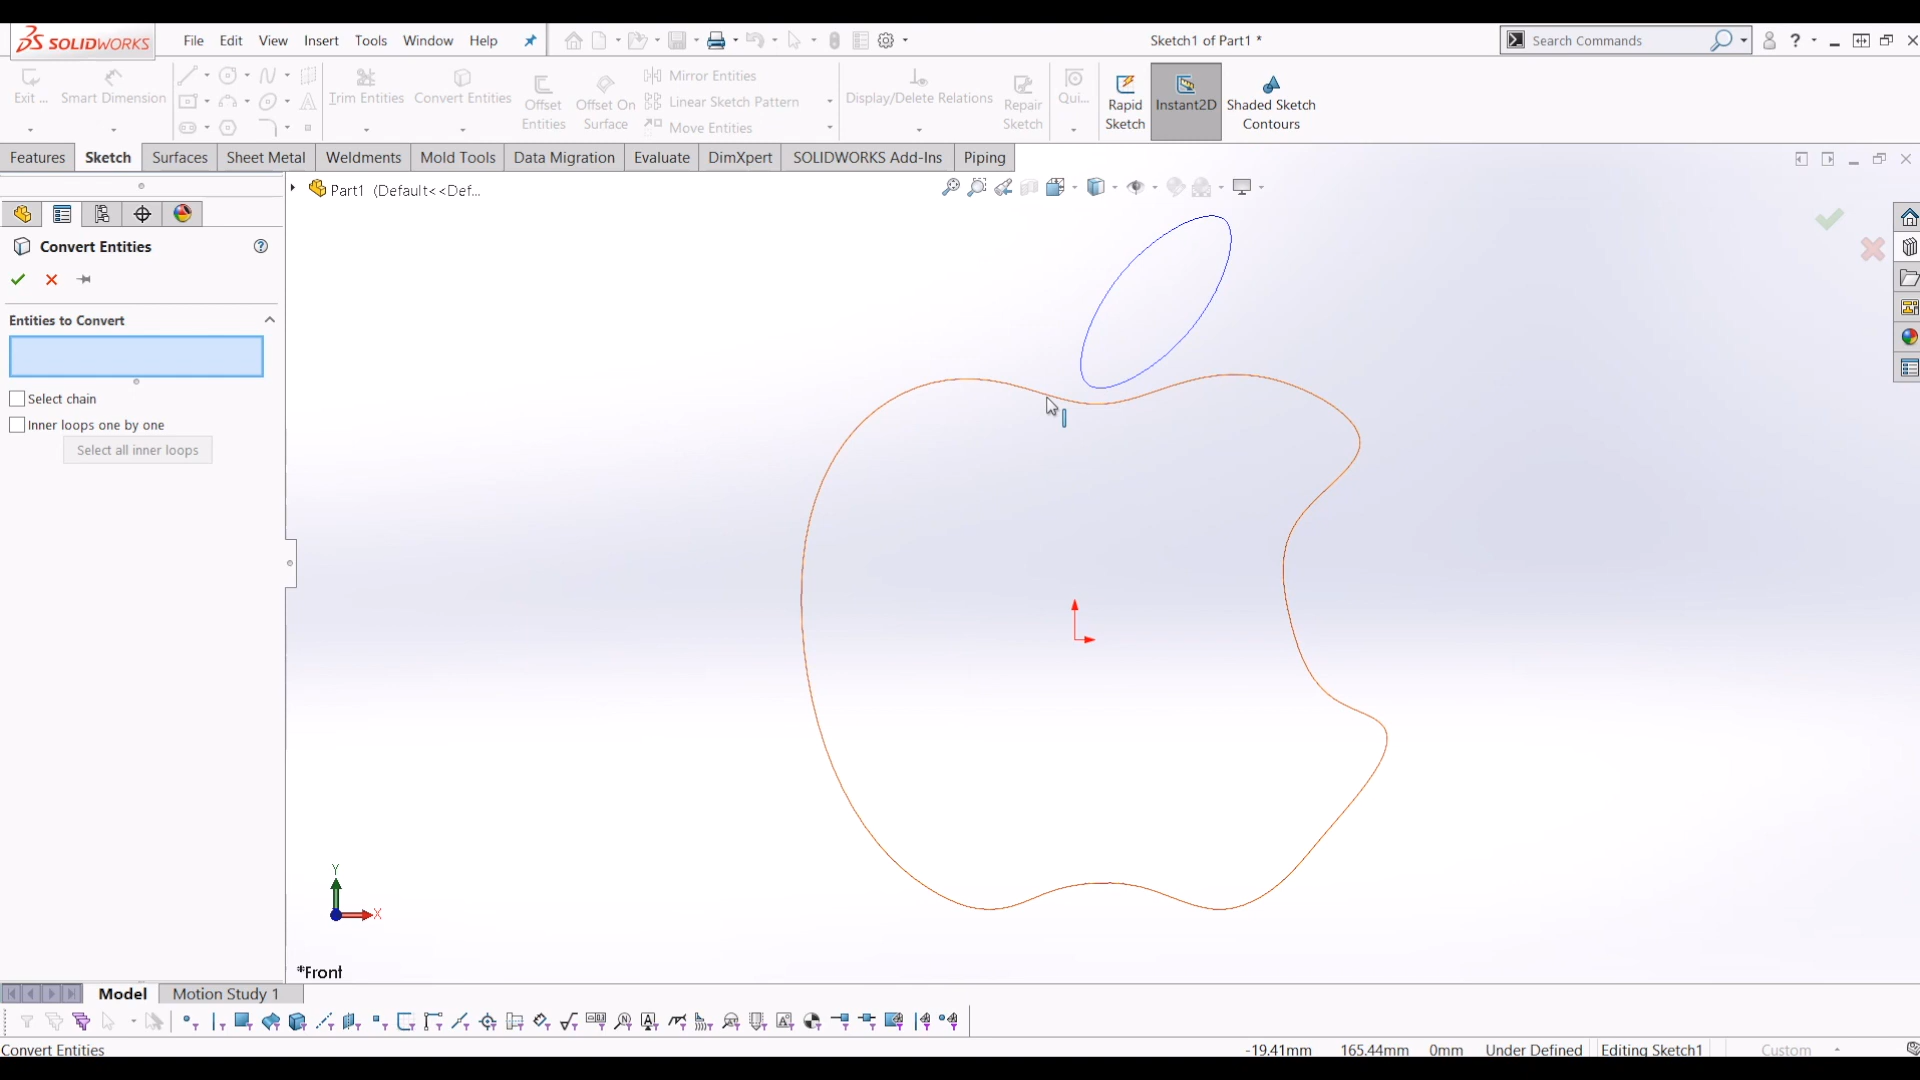 SOLIDWORKS File Edit View Insert Tools Window Help Sketch1 of Part1 * Search Commands
Exit ... Smart Dimension Trim Entities Convert Entities Offset Entities Offset On Surface Mirror Entities Display/Delete Relations Repair Sketch Qui... Rapid Sketch Instant2D Shaded Sketch Contours
Linear Sketch Pattern
Move Entities
Features Sketch Surfaces Sheet Metal Weldments Mold Tools Data Migration Evaluate DimXpert SOLIDWORKS Add-Ins Piping
Part1 (Default<<Def...
Convert Entities
Entities to Convert
Select chain
Inner loops one by one
Select all inner loops
Y
X
*Front
Model Motion Study 1
Convert Entities -19.41mm 165.44mm 0mm Under Defined Editing Sketch1 Custom